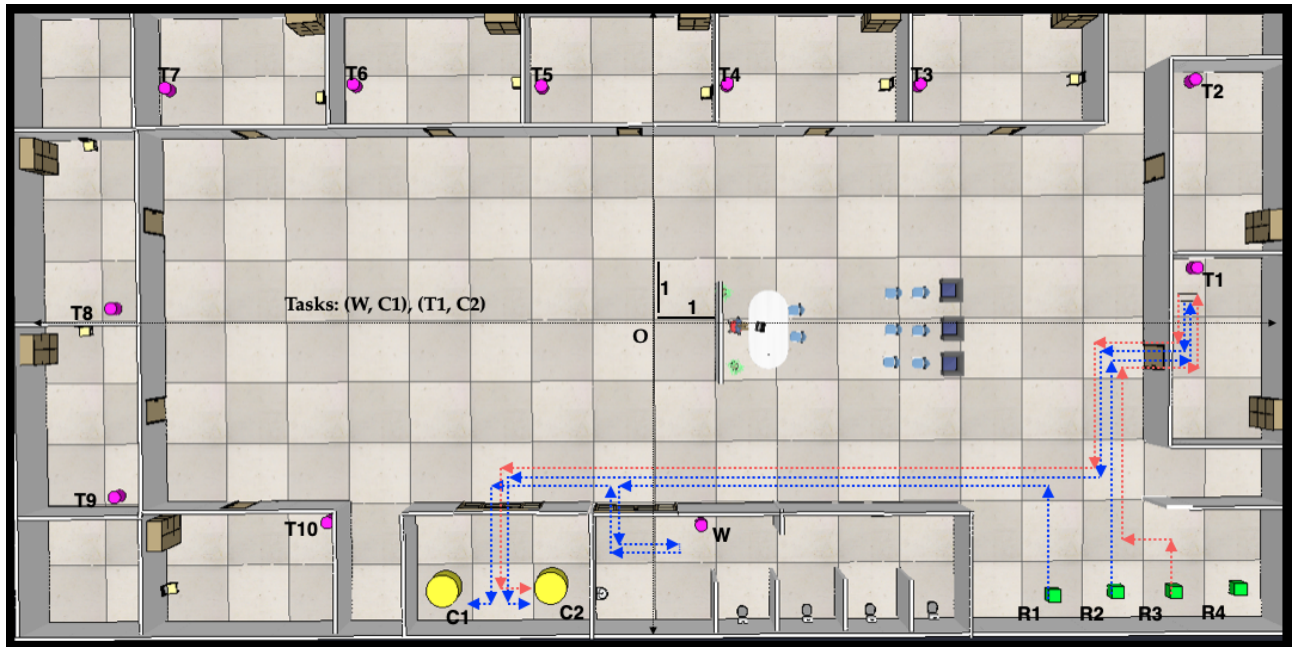 T7
T6
T5
T4
T3
T2
T1
1
Tasks: (W, C1), (T1, C2)
1
T8
O
T9
T10
W
C1
C2
R1
R2
R3
R4